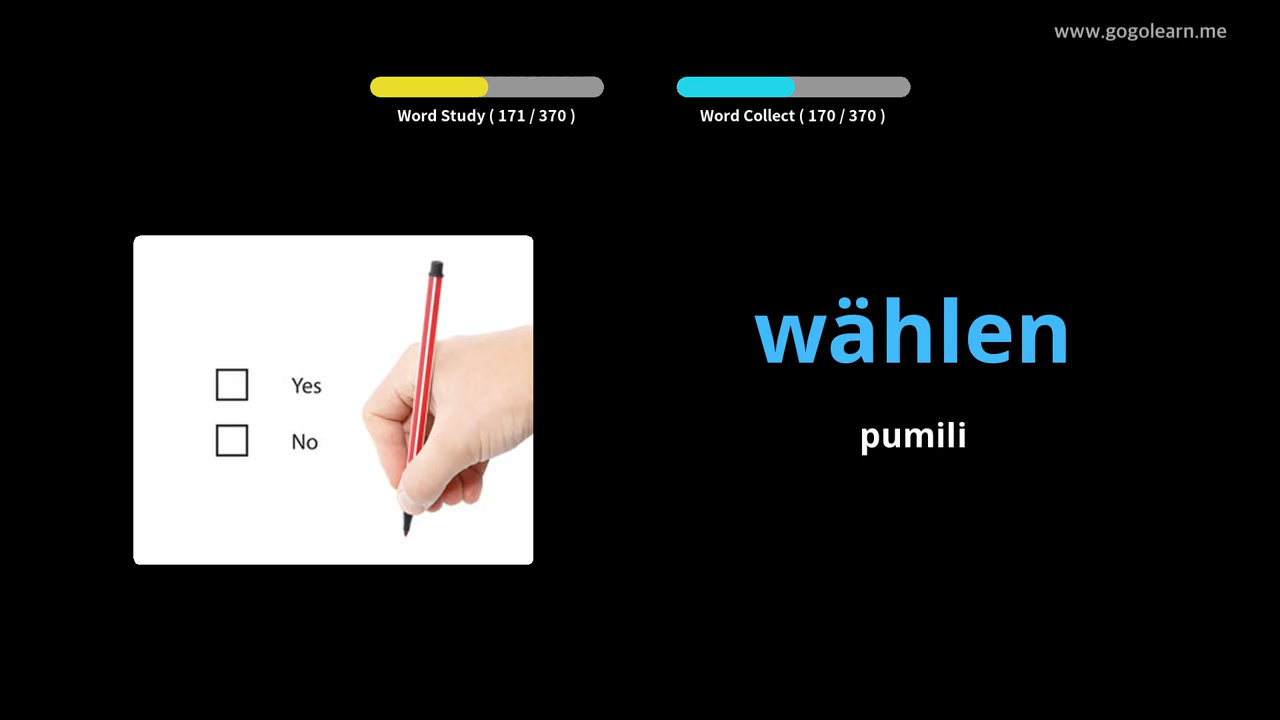 www.gogolearn.me
Word Study ( 171 / 370 )
Word Collect ( 170 / 370 )
Yes
No
wählen
pumili